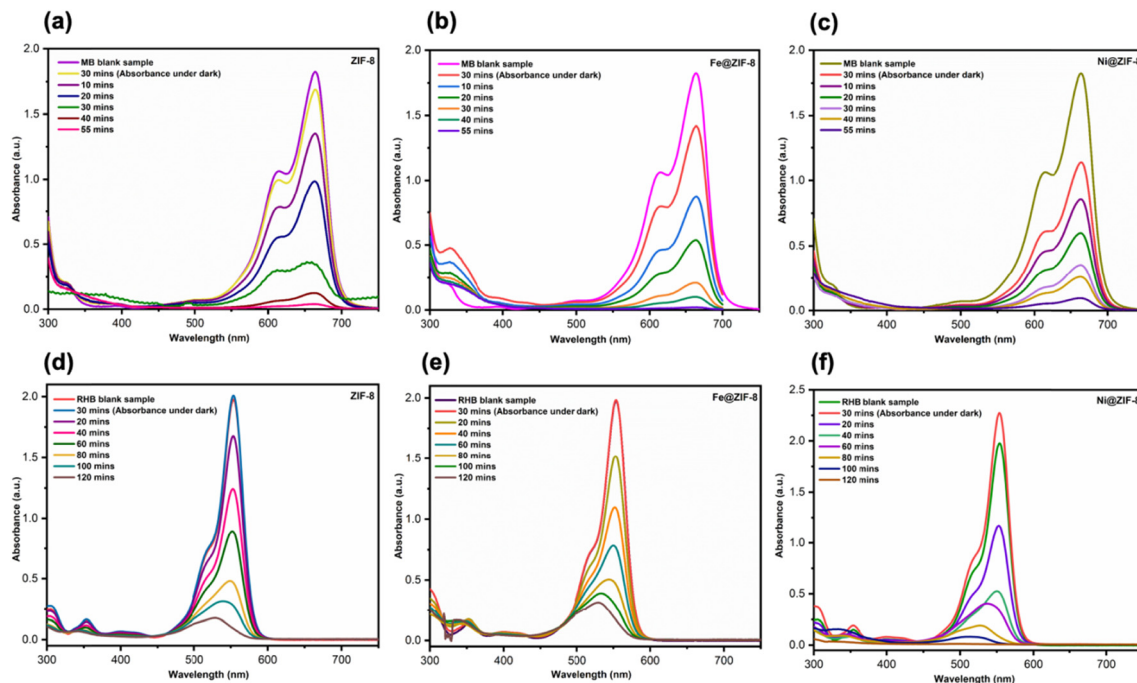 (a)
ZIF-8
MB blank sample
30 mins (Absorbance under dark)
10 mins
20 mins
30 mins
40 mins
55 mins
2.0
1.5
1.0
0.5
0.0
Absorbance (a.u.)
300 400 500 600 700
Wavelength (nm)
(b)
Fe@ZIF-8
MB blank sample
30 mins (Absorbance under dark)
10 mins
20 mins
30 mins
40 mins
55 mins
2.0
1.5
1.0
0.5
0.0
Absorbance (a.u.)
300 400 500 600 700
Wavelength (nm)
(c)
Ni@ZIF-8
MB blank sample
30 mins (Absorbance under dark)
10 mins
20 mins
30 mins
40 mins
55 mins
2.0
1.5
1.0
0.5
0.0
Absorbance (a.u.)
300 400 500 600 700
Wavelength (nm)
(d)
ZIF-8
RHB blank sample
30 mins (Absorbance under dark)
20 mins
40 mins
60 mins
80 mins
100 mins
120 mins
2.0
1.5
1.0
0.5
0.0
Absorbance (a.u.)
300 400 500 600 700
Wavelength (nm)
(e)
Fe@ZIF-8
RHB blank sample
30 mins (Absorbance under dark)
20 mins
40 mins
60 mins
80 mins
100 mins
120 mins
2.0
1.5
1.0
0.5
0.0
Absorbance (a.u.)
300 400 500 600 700
Wavelength (nm)
(f)
Ni@ZIF-8
RHB blank sample
30 mins (Absorbance under dark)
20 mins
40 mins
60 mins
80 mins
100 mins
120 mins
2.5
2.0
1.5
1.0
0.5
0.0
Absorbance (a.u.)
300 400 500 600 700
Wavelength (nm)